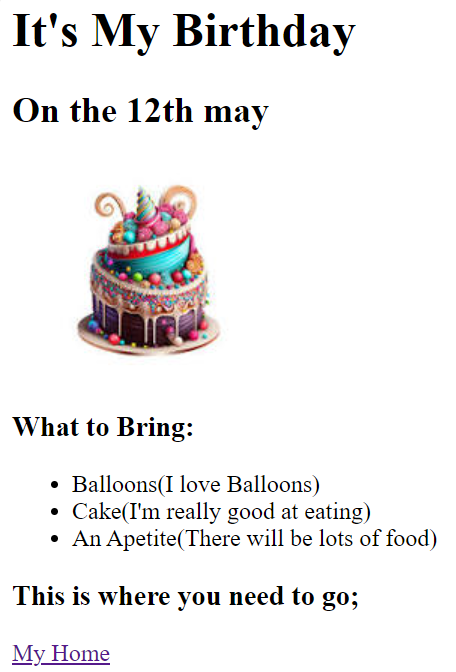 It's My Birthday
On the 12th may
What to Bring:
Balloons(I love Balloons)
Cake(I'm really good at eating)
An Apetite(There will be lots of food)
This is where you need to go;
My Home